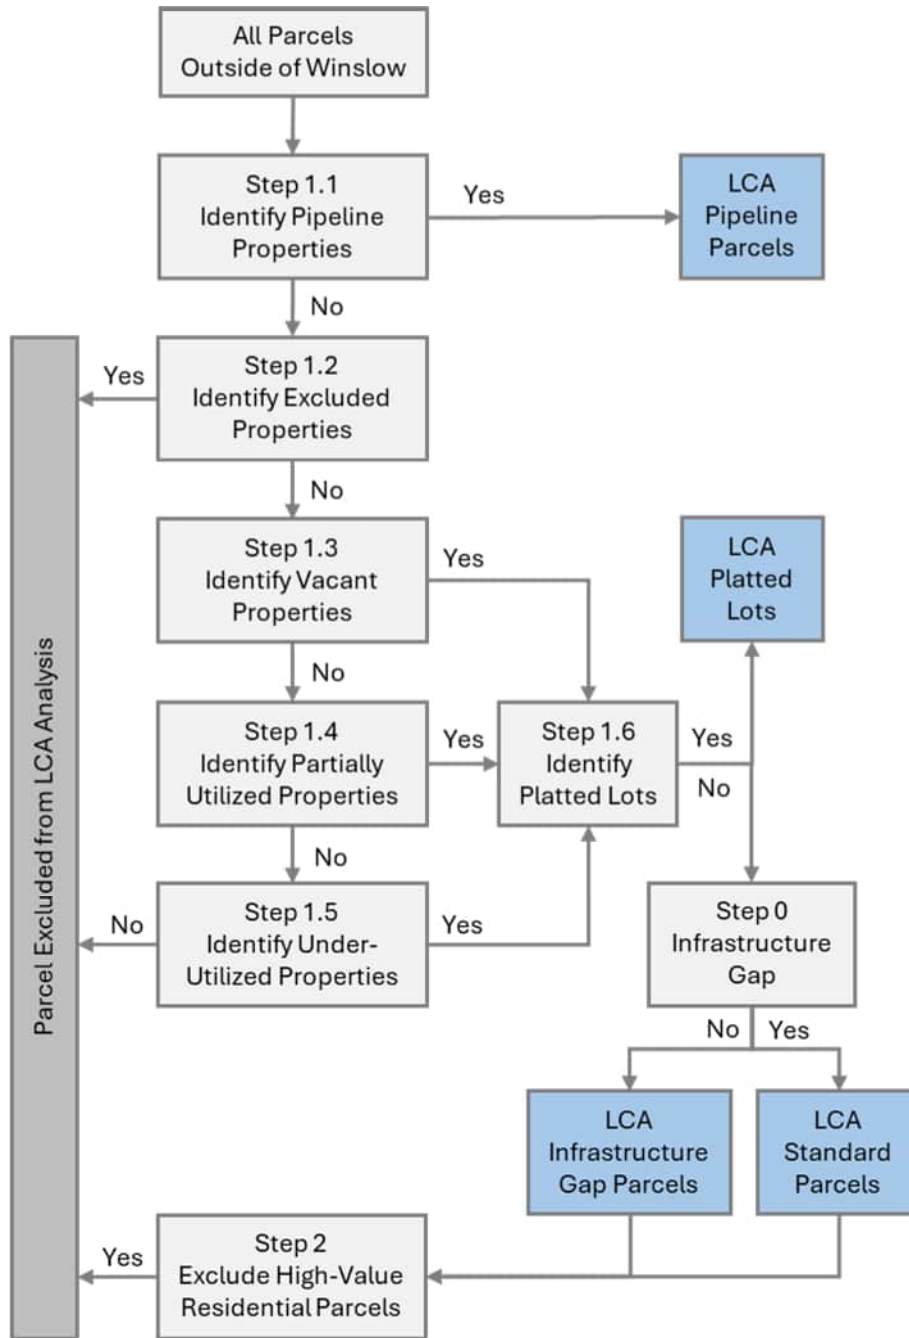 All Parcels
Outside of Winslow
Step 1.1
Identify Pipeline
Properties
Yes
LCA
Pipeline
Parcels
No
Step 1.2
Identify Excluded
Properties
Yes
No
Step 1.3
Identify Vacant
Properties
Yes
LCA
Platted
Lots
No
Step 1.4
Identify Partially
Utilized Properties
Yes
Step 1.6
Identify
Platted Lots
Yes
No
No
Step 1.5
Identify Under-
Utilized Properties
No
Yes
Step 0
Infrastructure
Gap
No
Yes
LCA
Infrastructure
Gap Parcels
LCA
Standard
Parcels
Step 2
Exclude High-Value
Residential Parcels
Yes
Parcel Excluded from LCA Analysis